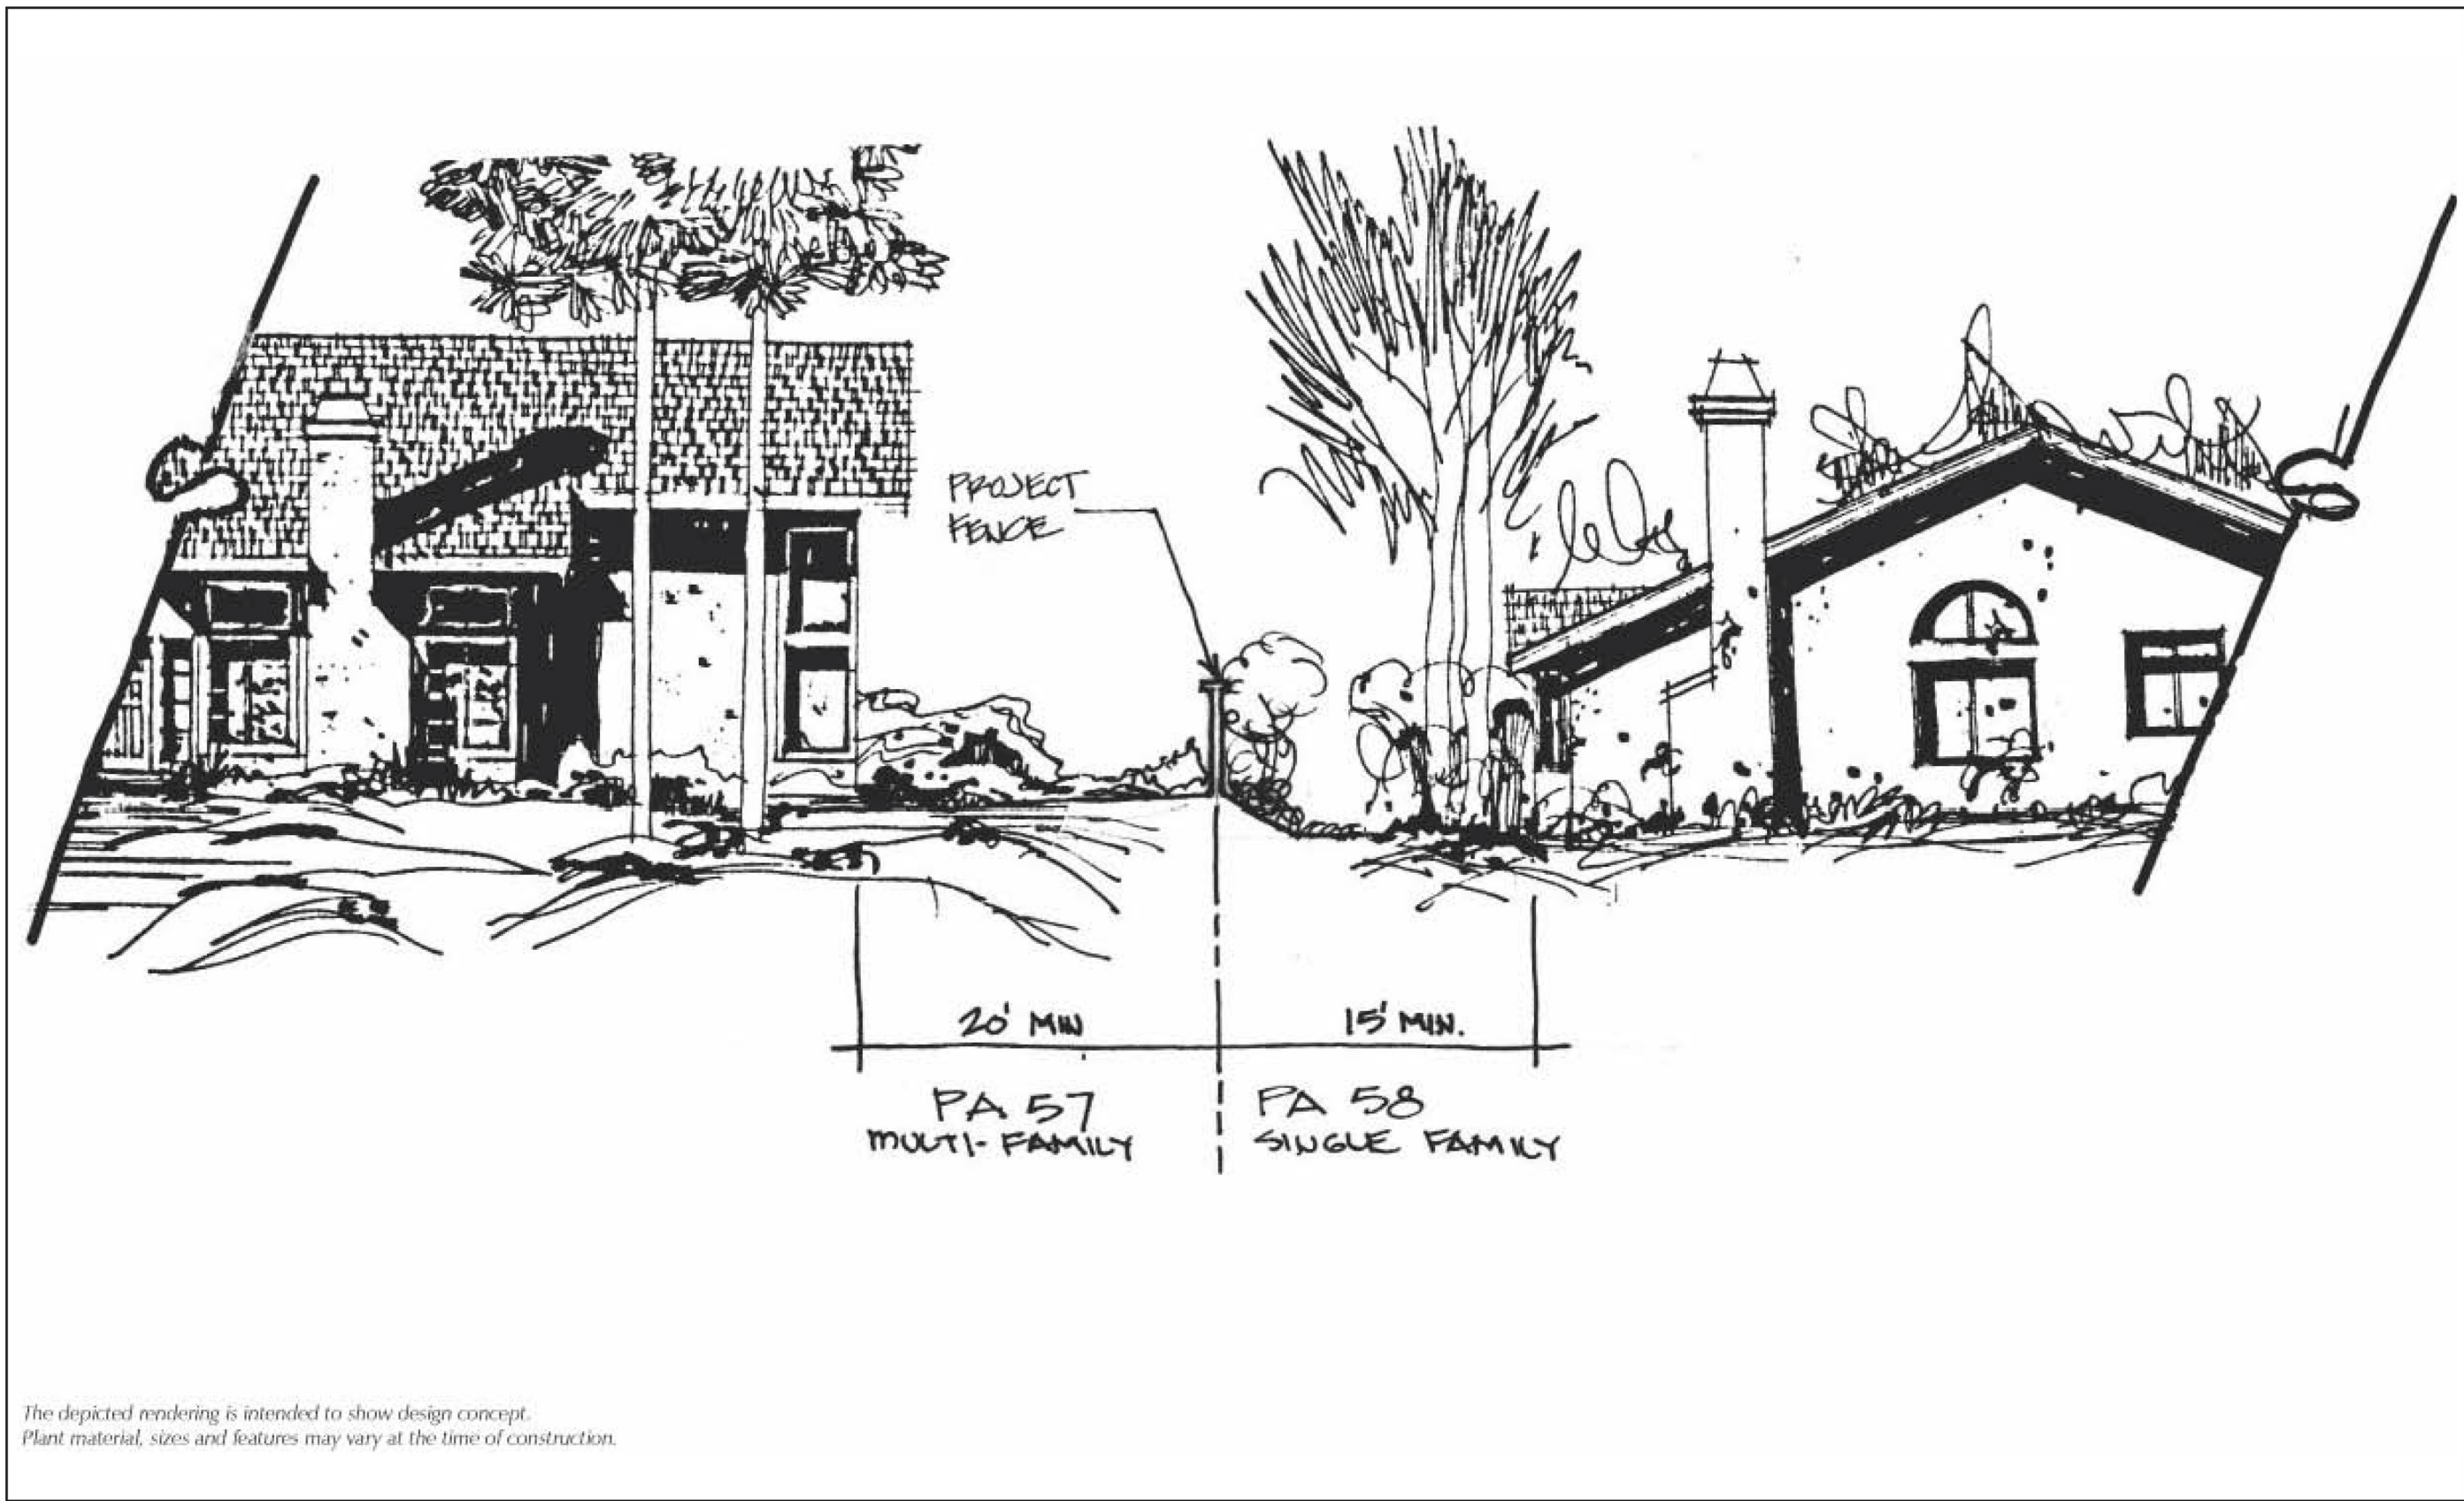 PROJECT
FENCE
20' MIN
15' MIN.
PA 57
MULTI-FAMILY
PA 58
SINGLE FAMILY
The depicted rendering is intended to show design concept.
Plant material, sizes and features may vary at the time of construction.